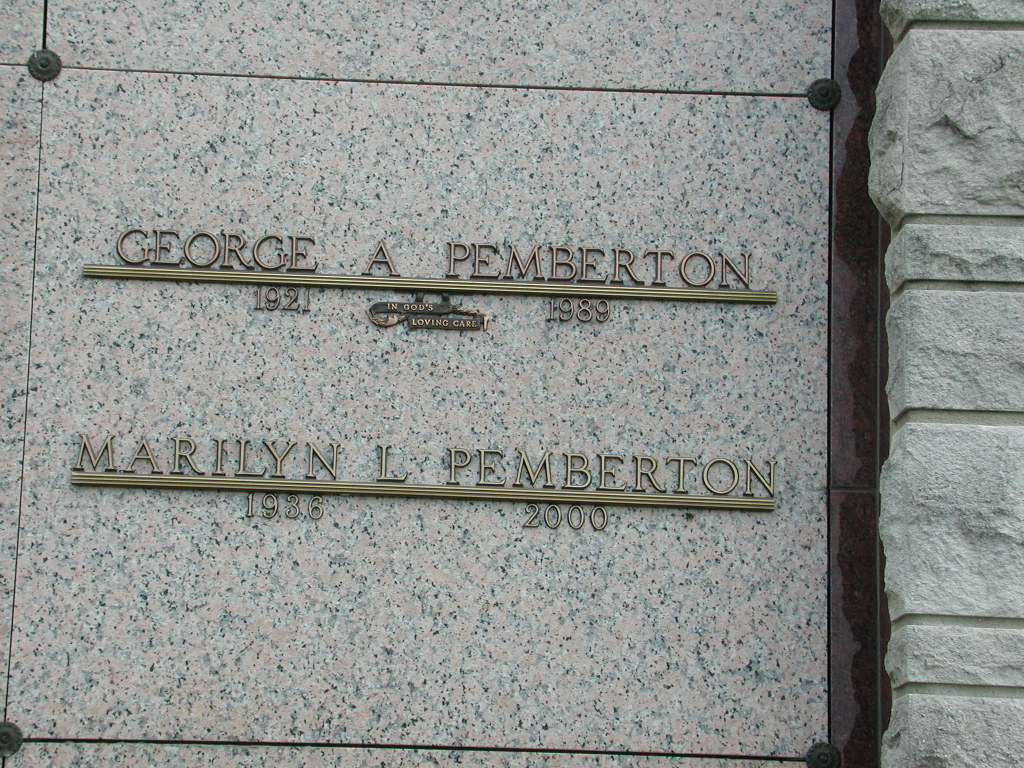 GEORGE A PEMBERTON
1921 1989
IN GOD'S
LOVING CARE
MARILYN L PEMBERTON
1936 2000